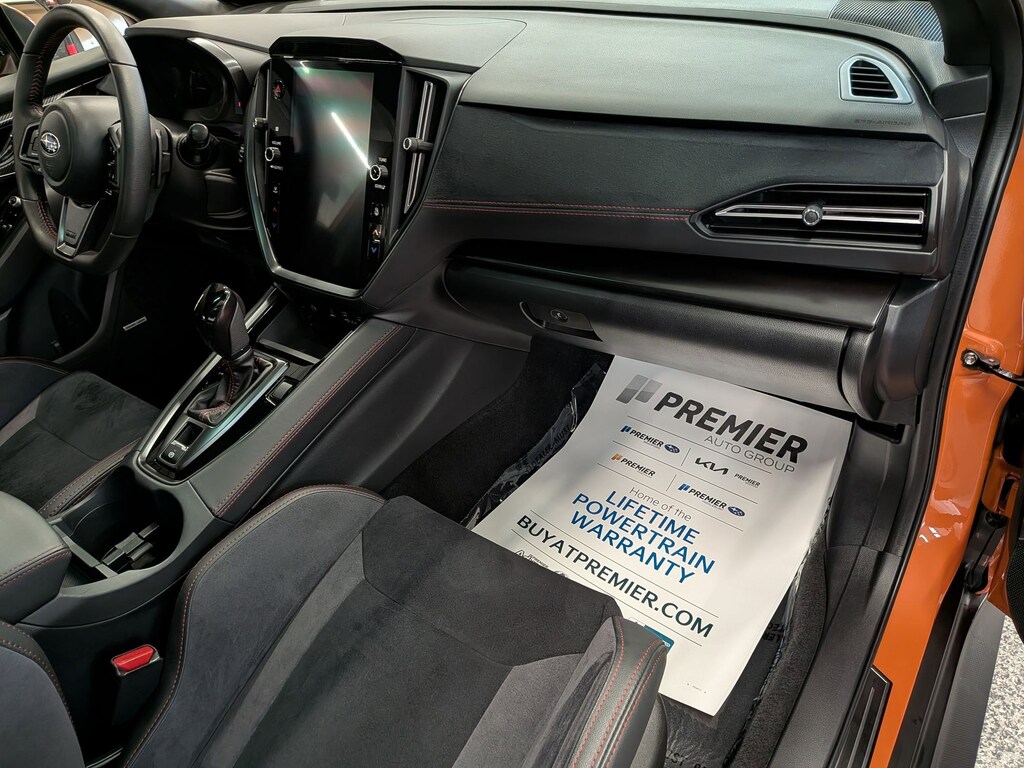 PREMIER
AUTO GROUP
PREMIER
KIA PREMIER
PREMIER
PREMIER
Home of the
LIFETIME
POWERTRAIN
WARRANTY
BUYATPREMIER.COM